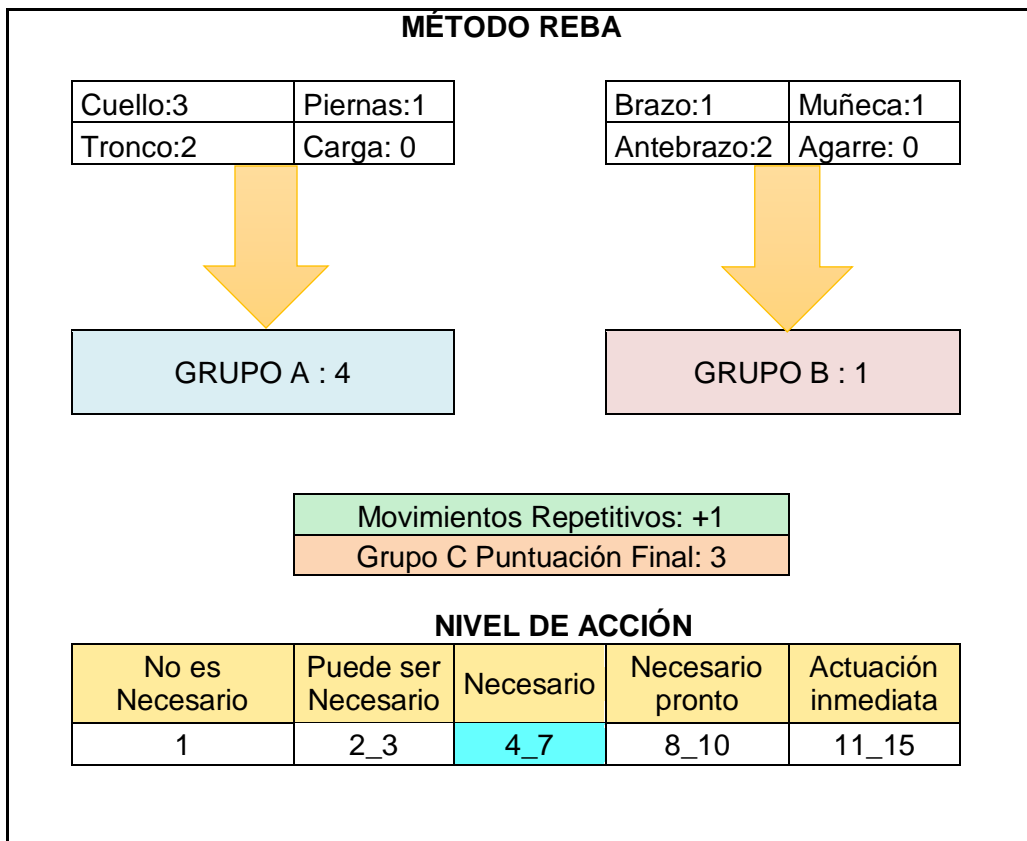 MÉTODO REBA
Cuello:3 Piernas:1
Tronco:2 Carga: 0
Brazo:1 Muñeca:1
Antebrazo:2 Agarre: 0
GRUPO A : 4
GRUPO B : 1
Movimientos Repetitivos: +1
Grupo C Puntuación Final: 3
NIVEL DE ACCIÓN
No es
Necesario
Puede ser
Necesario
Necesario
Necesario
pronto
Actuación
inmediata
1 2_3 4_7 8_10 11_15